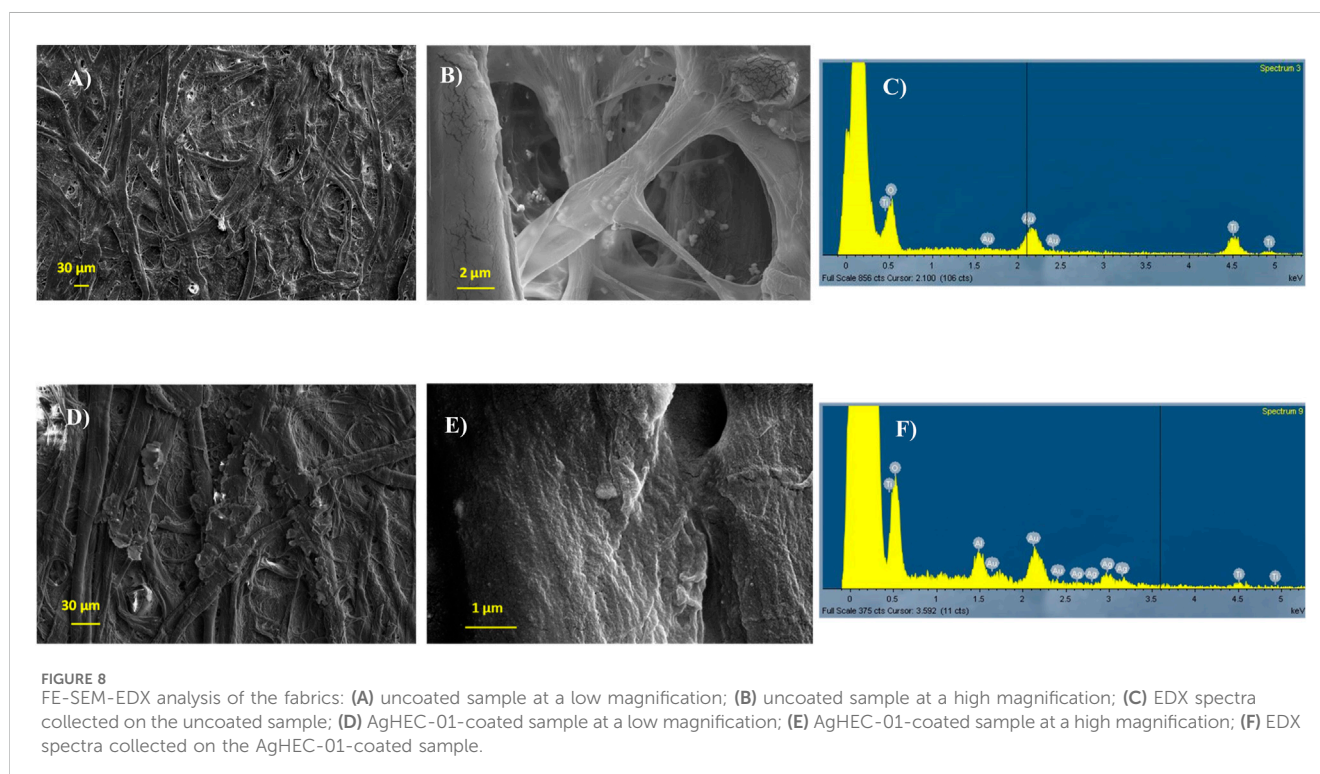 A)
30 µm
B)
2 µm
C)
Spectrum 3
Ti
O
Au
Au
Au
Ti
Ti
0 0.5 1 1.5 2 2.5 3 3.5 4 4.5 5
Full Scale 856 cts Cursor: 2.100 (106 cts) keV
D)
30 µm
E)
1 µm
F)
Spectrum 9
Ti
O
Al
Au
Au
Au
Ag
Ag
Ag
Ag
Ti
Ti
0 0.5 1 1.5 2 2.5 3 3.5 4 4.5 5
Full Scale 375 cts Cursor: 3.592 (11 cts) keV
FIGURE 8
FE-SEM-EDX analysis of the fabrics: (A) uncoated sample at a low magnification; (B) uncoated sample at a high magnification; (C) EDX spectra
collected on the uncoated sample; (D) AgHEC-01-coated sample at a low magnification; (E) AgHEC-01-coated sample at a high magnification; (F) EDX
spectra collected on the AgHEC-01-coated sample.